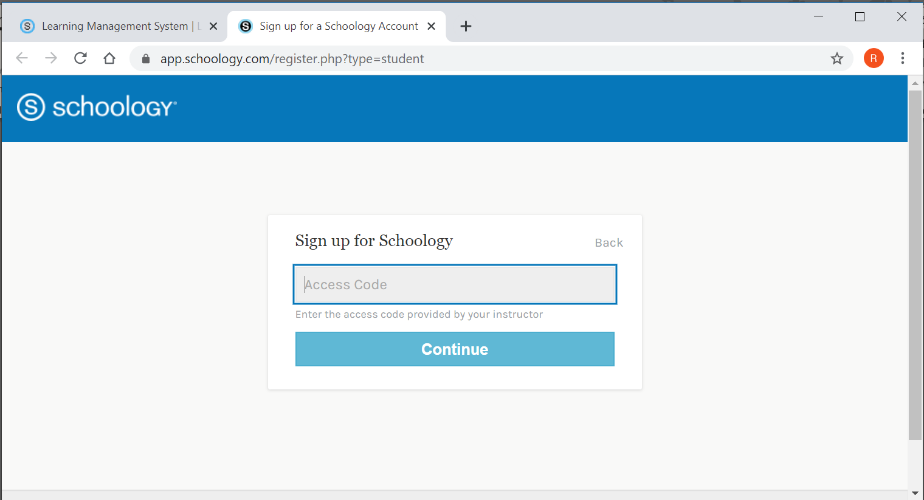 Learning Management System | L
Sign up for a Schoology Account
app.schoology.com/register.php?type=student
R
S schoology®
Sign up for Schoology
Back
Access Code
Enter the access code provided by your instructor
Continue